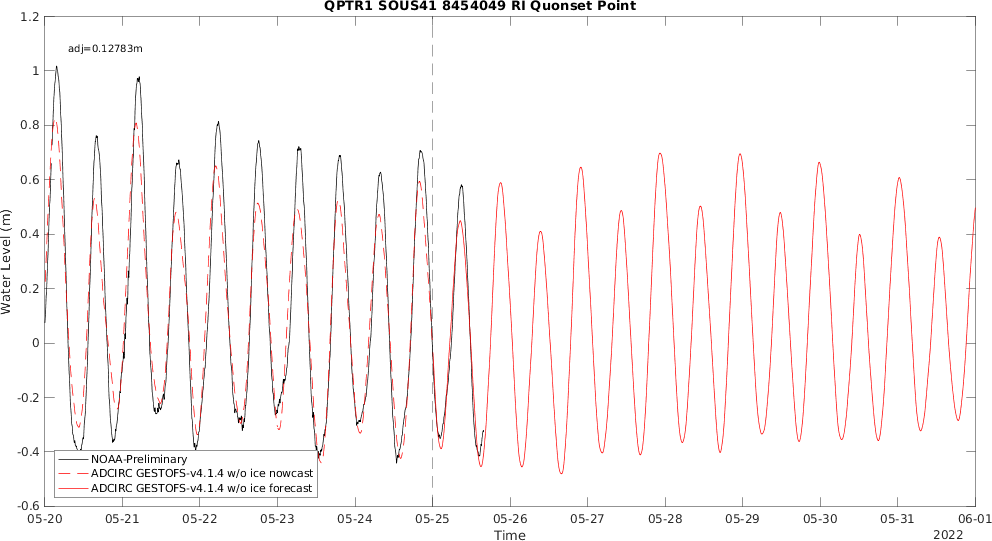 QPTR1 SOUS41 8454049 RI Quonset Point
1.2
adj=0.12783m
1
0.8
0.6
0.4
0.2
0
-0.2
-0.4
-0.6
Water Level (m)
NOAA-Preliminary
ADCIRC GESTOFS-v4.1.4 w/o ice nowcast
ADCIRC GESTOFS-v4.1.4 w/o ice forecast
05-20 05-21 05-22 05-23 05-24 05-25 05-26 05-27 05-28 05-29 05-30 05-31 06-01
Time
2022